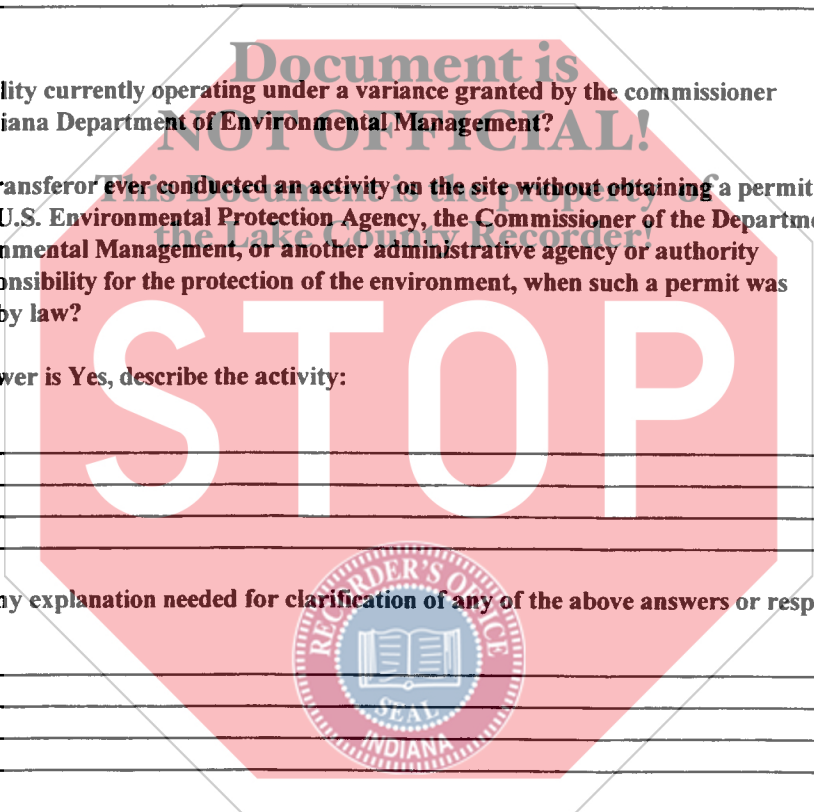 Document is
lity currently operating under a variance granted by the commissioner
iana Department of Environmental Management?
NOT OFFICIAL!
ransferor ever conducted an activity on the site without obtaining a permit
This Document is the property of
U.S. Environmental Protection Agency, the Commissioner of the Departme
the Lake County Recorder!
nmental Management, or another administrative agency or authority
onsibility for the protection of the environment, when such a permit was
by law?
STOP
wer is Yes, describe the activity:
ny explanation needed for clarification of any of the above answers or resp
RECORDER'S OFFICE
SEAL
INDIANA